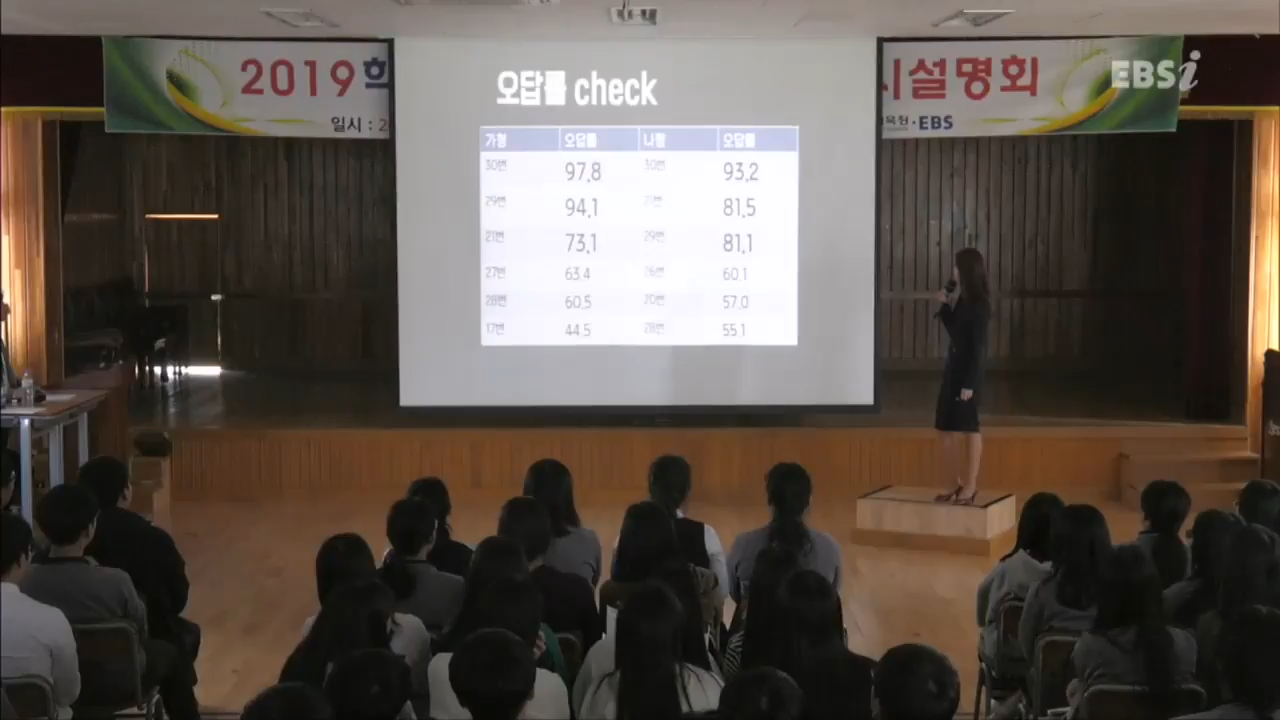 EBSi
2019학 시설명회
일시 : 2 육청·EBS
오답률 check
가형 오답률 나형 오답률
30번 97.8 30번 93.2
29번 94.1 81.5
21번 73.1 29번 81.1
27번 63.4 26번 60.1
28번 60.5 20번 57.0
17번 44.5 28번 55.1